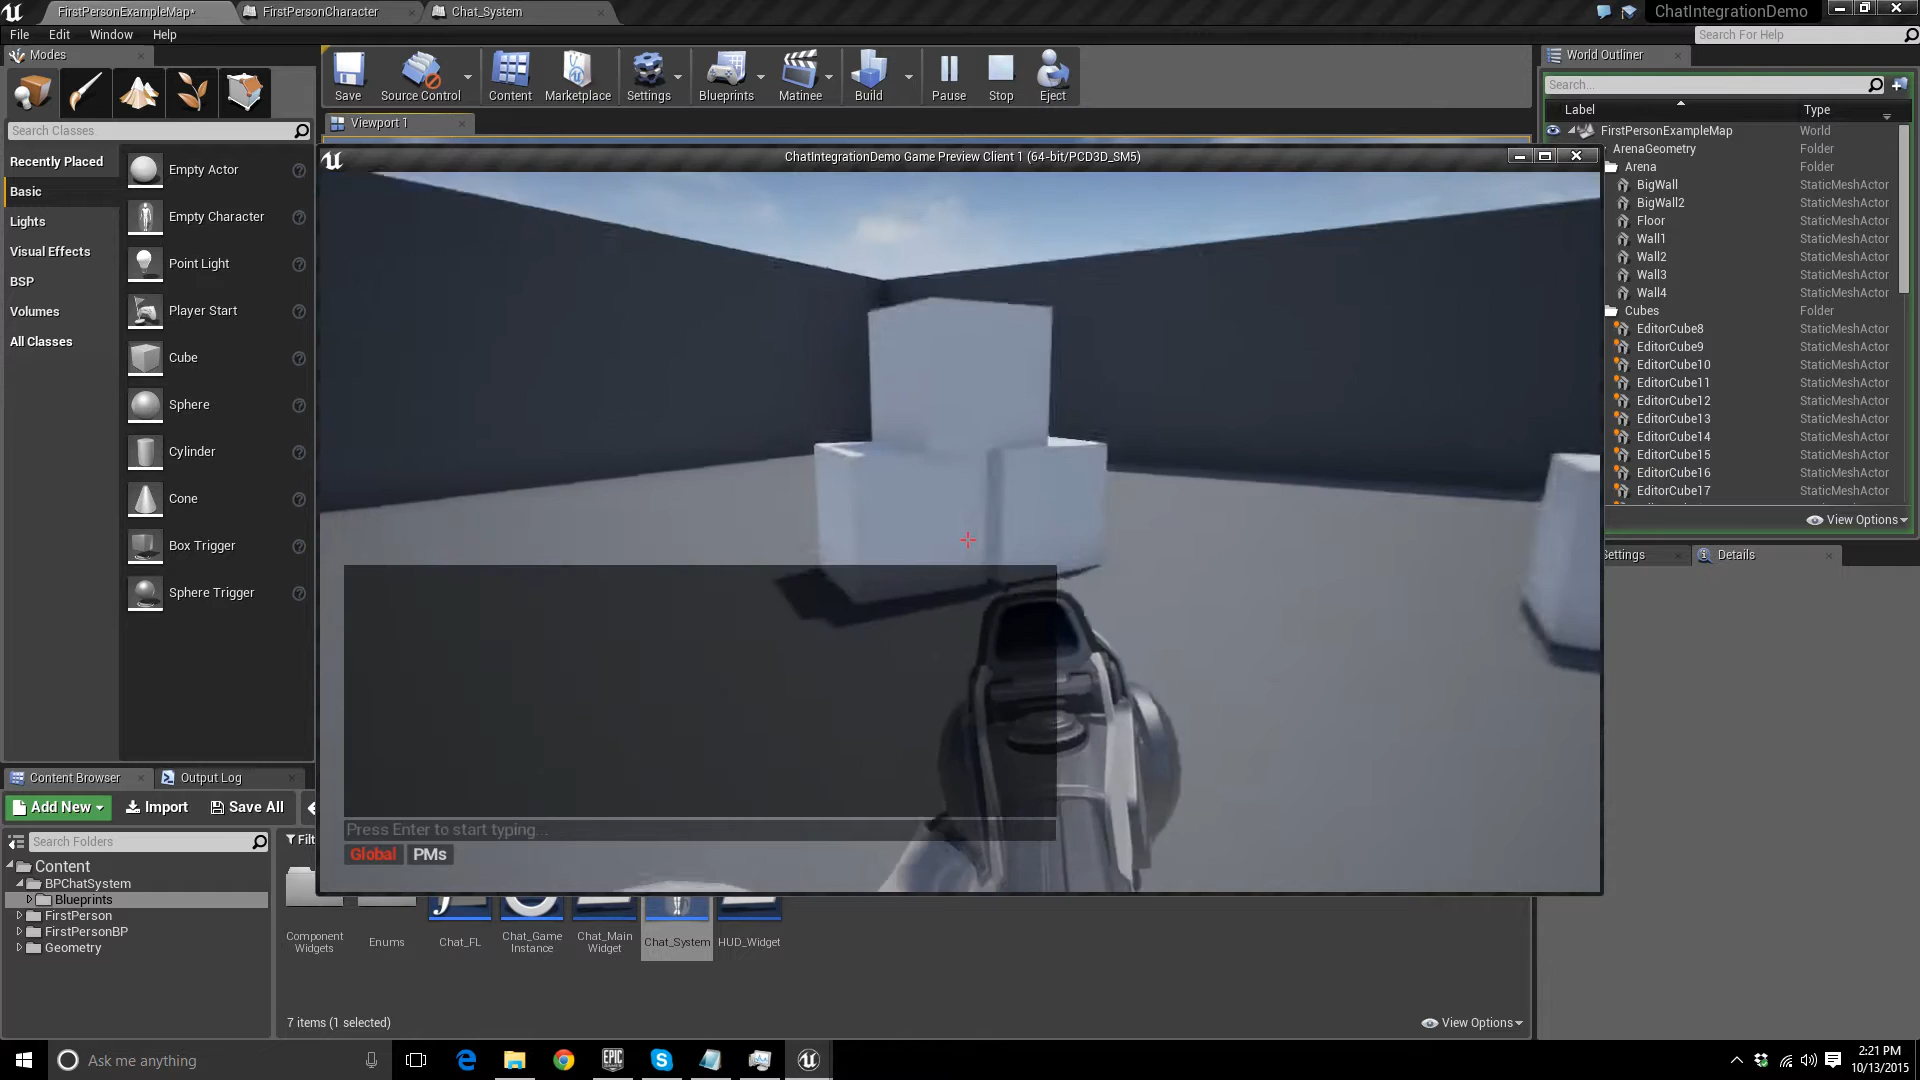 FirstPersonExampleMap*
FirstPersonCharacter
Chat_System
ChatIntegrationDemo
File
Edit
Window
Help
Search For Help
Modes
Save
Source Control
Content
Marketplace
Settings
Blueprints
Matinee
Build
Pause
Stop
Eject
World Outliner
Search...
Label
Type
FirstPersonExampleMap
World
ArenaGeometry
Folder
Arena
Folder
BigWall
StaticMeshActor
BigWall2
StaticMeshActor
Floor
StaticMeshActor
Wall1
StaticMeshActor
Wall2
StaticMeshActor
Wall3
StaticMeshActor
Wall4
StaticMeshActor
Cubes
Folder
EditorCube8
StaticMeshActor
EditorCube9
StaticMeshActor
EditorCube10
StaticMeshActor
EditorCube11
StaticMeshActor
EditorCube12
StaticMeshActor
EditorCube13
StaticMeshActor
EditorCube14
StaticMeshActor
EditorCube15
StaticMeshActor
EditorCube16
StaticMeshActor
EditorCube17
StaticMeshActor
View Options
Settings
Details
Search Classes
Recently Placed
Basic
Lights
Visual Effects
BSP
Volumes
All Classes
Empty Actor
Empty Character
Point Light
Player Start
Cube
Sphere
Cylinder
Cone
Box Trigger
Sphere Trigger
Viewport 1
ChatIntegrationDemo Game Preview Client 1 (64-bit/PCD3D_SM5)
Press Enter to start typing...
Global
PMs
Content Browser
Output Log
Add New
Import
Save All
Search Folders
Filt
Content
BPChatSystem
Blueprints
FirstPerson
FirstPersonBP
Geometry
Component Widgets
Enums
Chat_FL
Chat_Game Instance
Chat_Main Widget
Chat_System
HUD_Widget
7 items (1 selected)
View Options
Ask me anything
EPIC GAMES
2:21 PM
10/13/2015